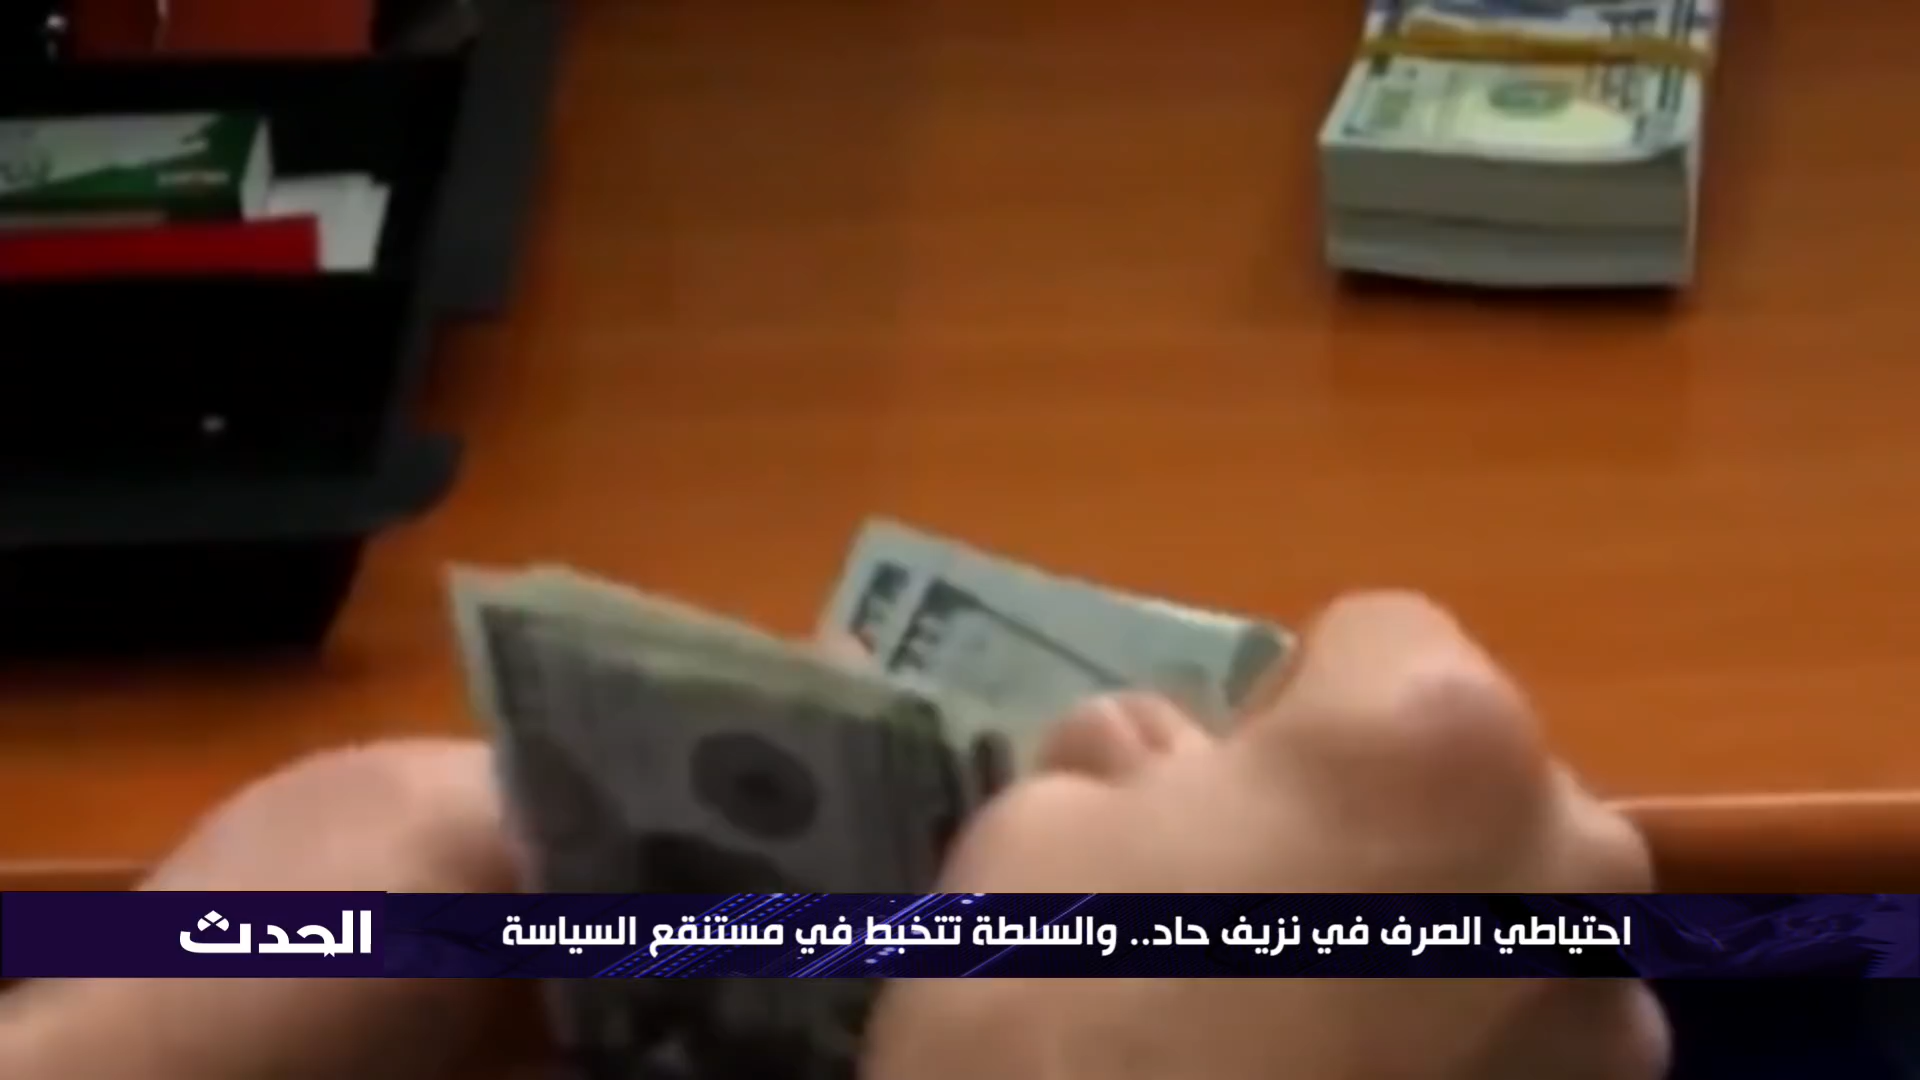 احتياطي الصرف في نزيف حاد.. والسلطة تتخبط في مستنقع السياسة
الحدث